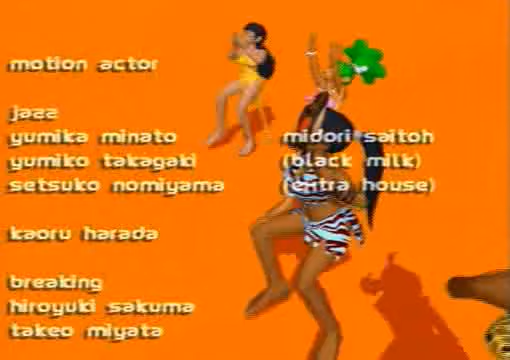 motion actor
jazz
yumika minato midori saitoh
yumiko takagaki (black milk)
setsuko nomiyama (extra house)
kaoru harada
breaking
hiroyuki sakuma
takeo miyata